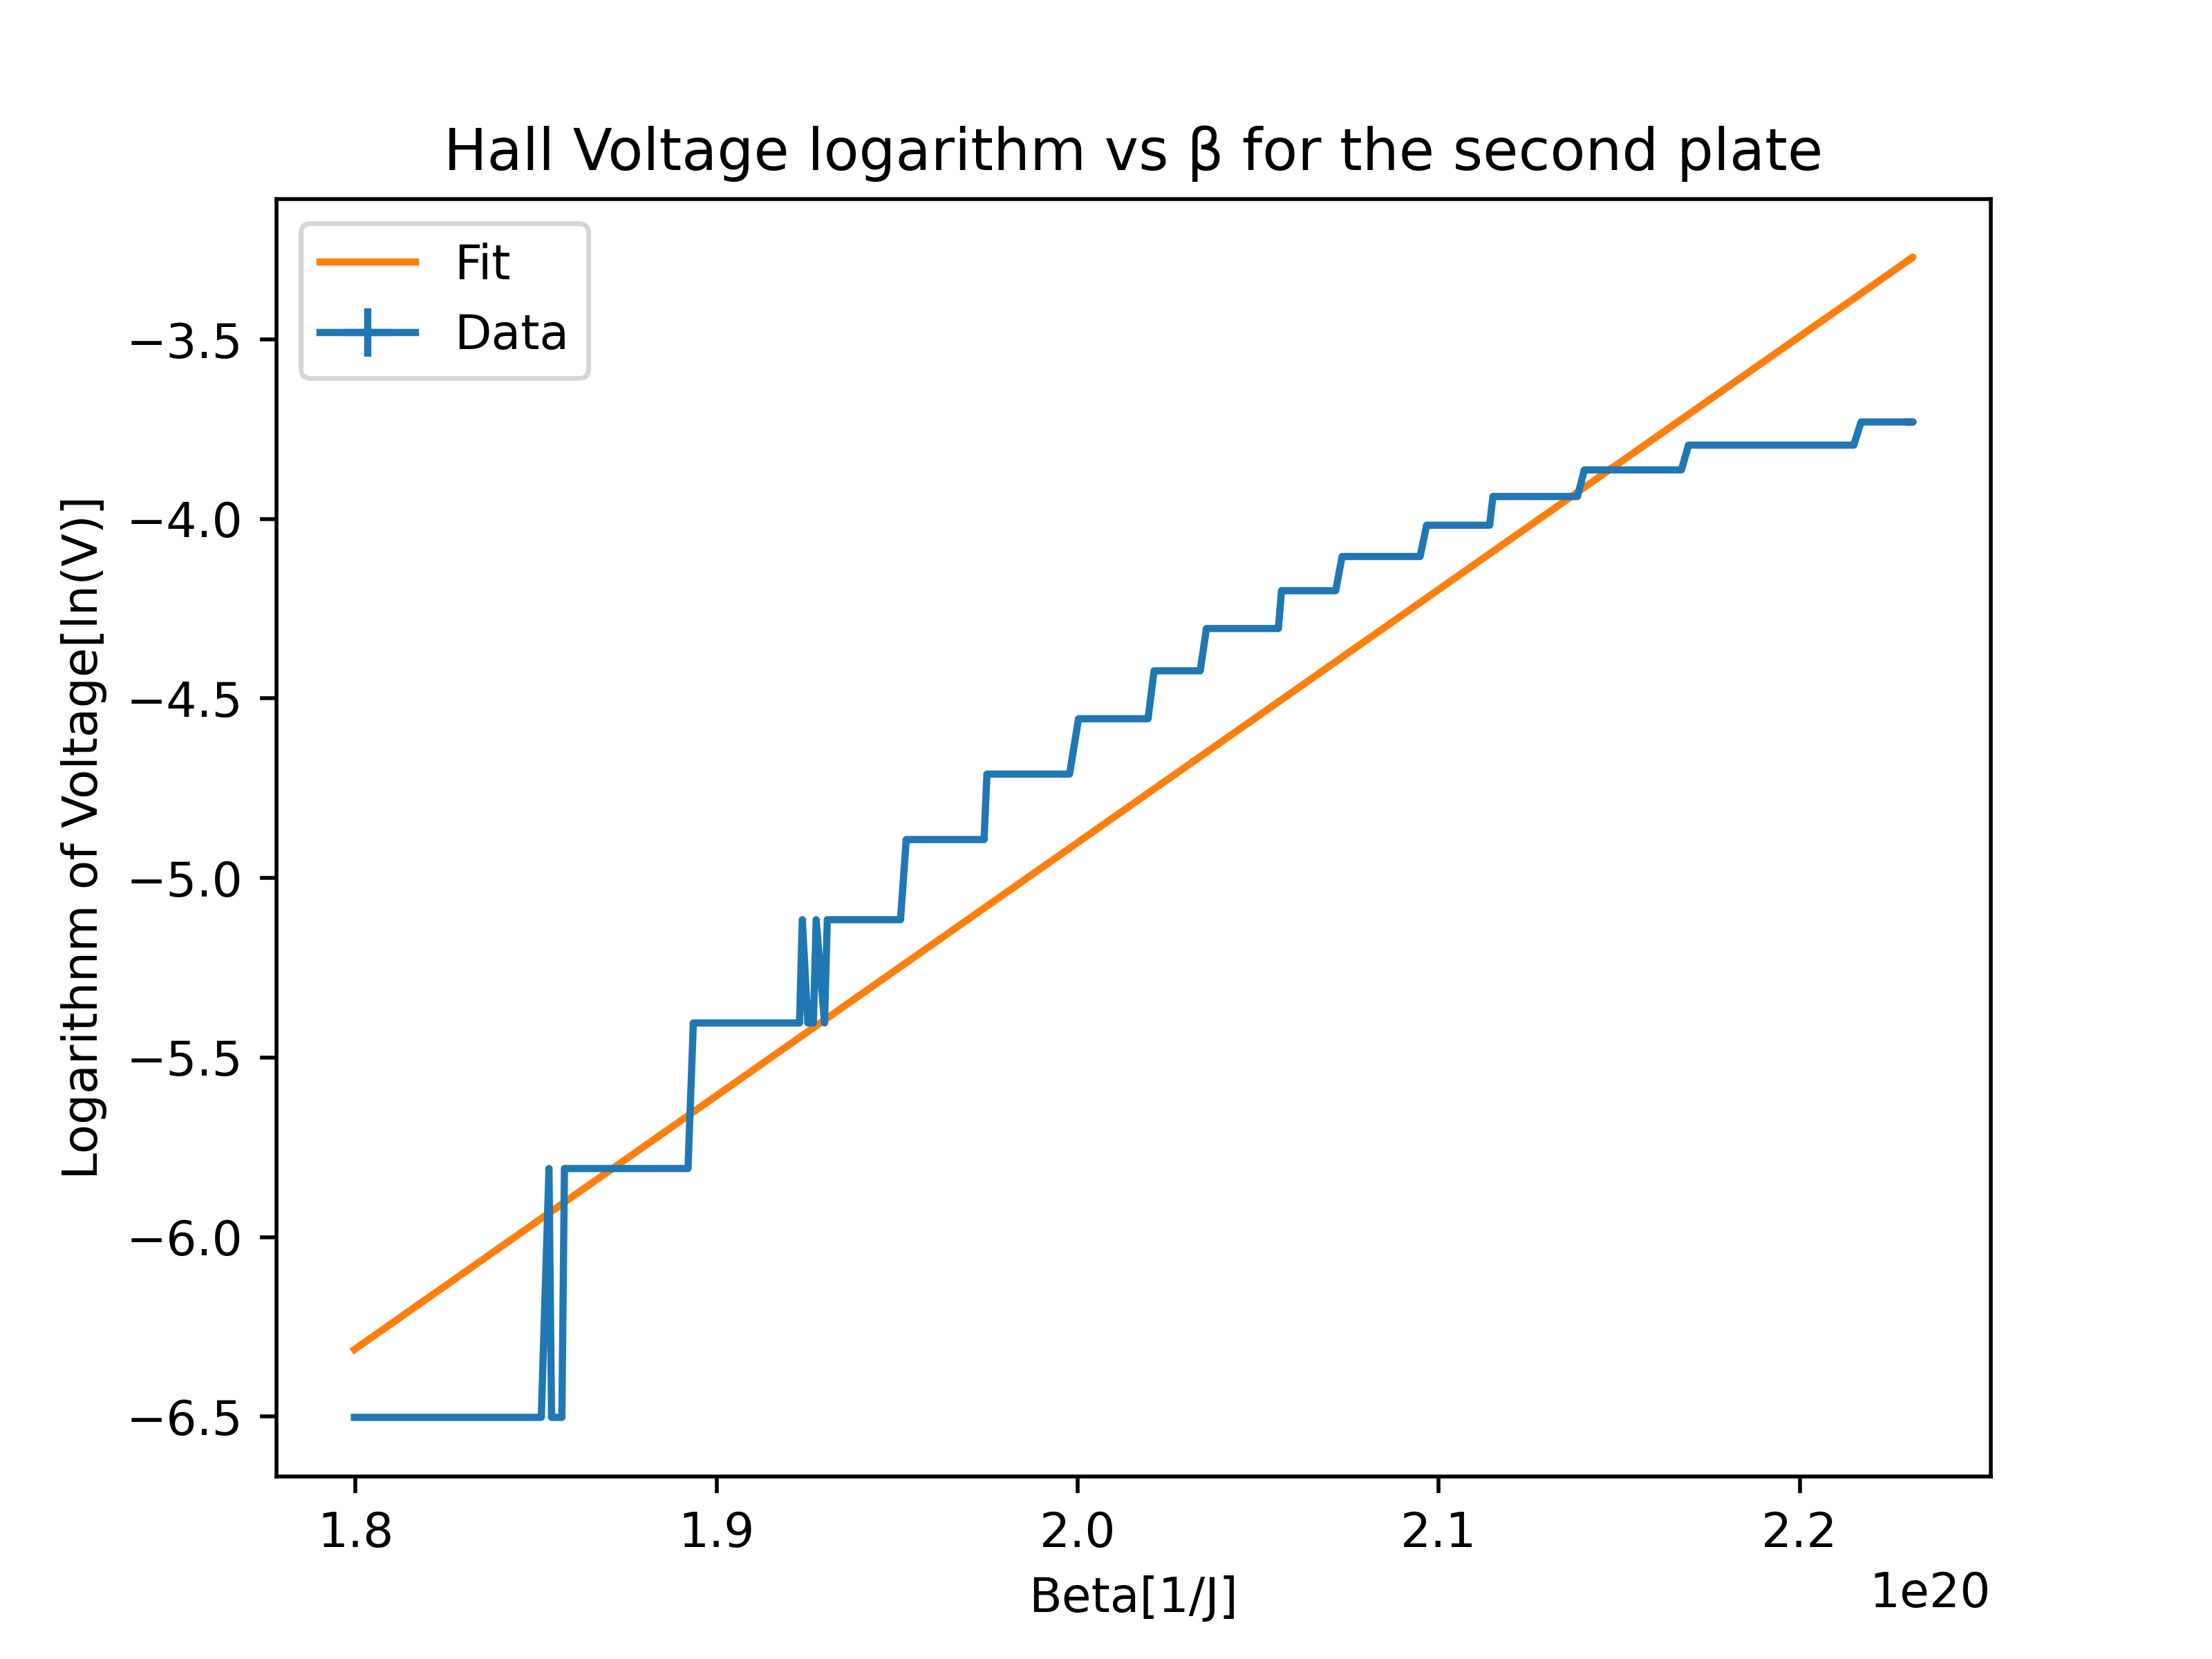 Hall Voltage logarithm vs β for the second plate
Fit
Data
−3.5
−4.0
−4.5
−5.0
−5.5
−6.0
−6.5
Logarithnm of Voltage[ln(V)]
1.8 1.9 2.0 2.1 2.2
1e20
Beta[1/J]